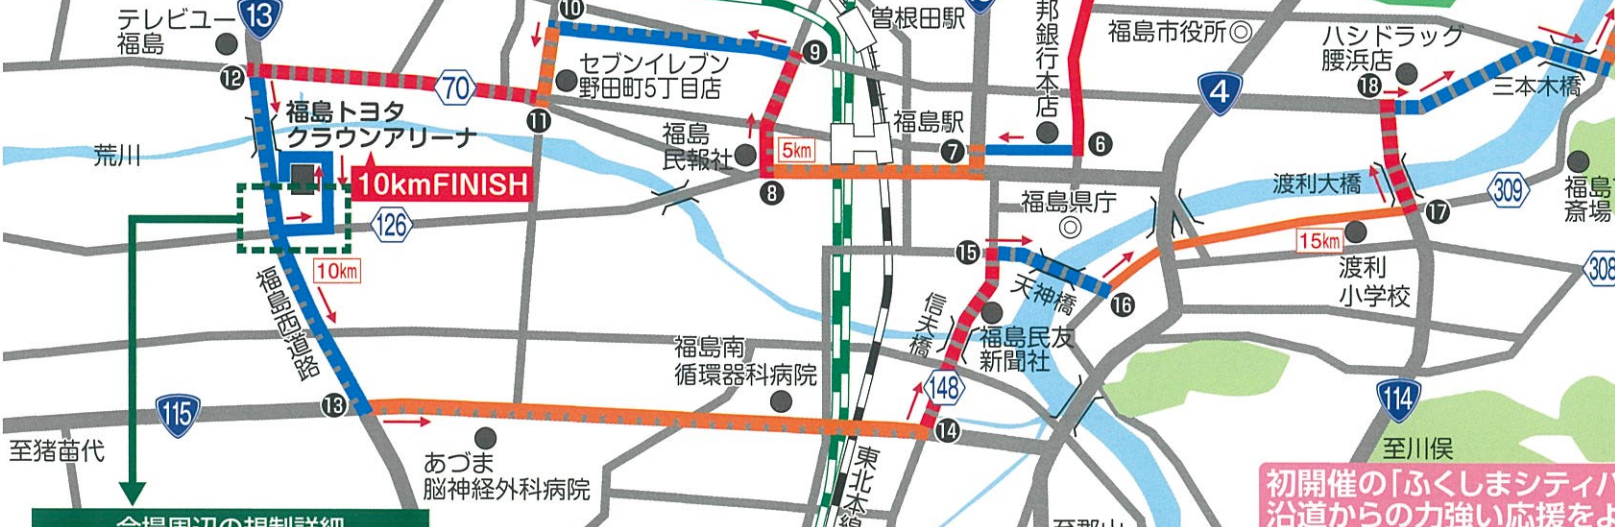 13
テレビユー
福島
12
70
10
9
11
セブンイレブン
野田町5丁目店
福島トヨタ
クラウンアリーナ
荒川
10kmFINISH
126
10km
福島西道路
曽根田駅
邦銀行本店
福島市役所◎
4
ハシドラッグ
腰浜店
18
三本木橋
福島
民報社
5km
福島駅
7
6
8
福島県庁
◎
渡利大橋
309
17
福島
斎場
15km
渡利
小学校
308
15
天神橋
16
信夫橋
福島民友
新聞社
福島南
循環器科病院
148
13
115
14
114
至猪苗代
あづま
脳神経外科病院
東北本線
至川俣
至郡山
会場周辺の規制詳細
初開催の「ふくしまシティハ
沿道からの力強い応援をよ